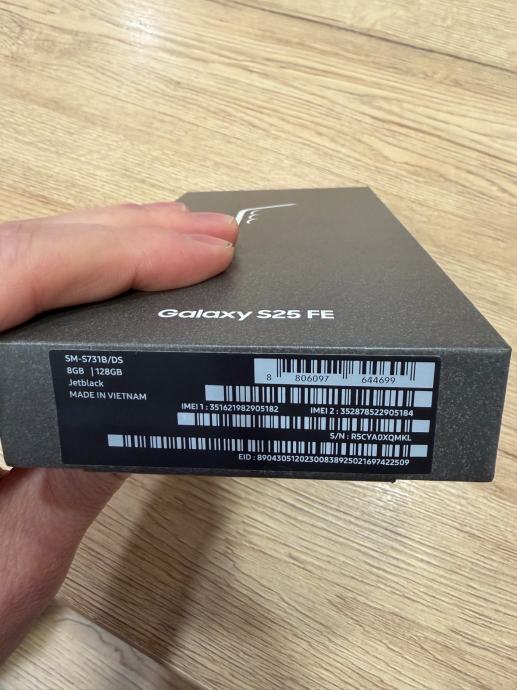 Galaxy S25 FE
SM-S731B/DS
8GB | 128GB
Jetblack
MADE IN VIETNAM
8 806097 644699
IMEI 1 : 351621982905182 IMEI 2 : 352878522905184
S/N : R5CYA0XQMKL
EID : 89043051202300838925021697422509